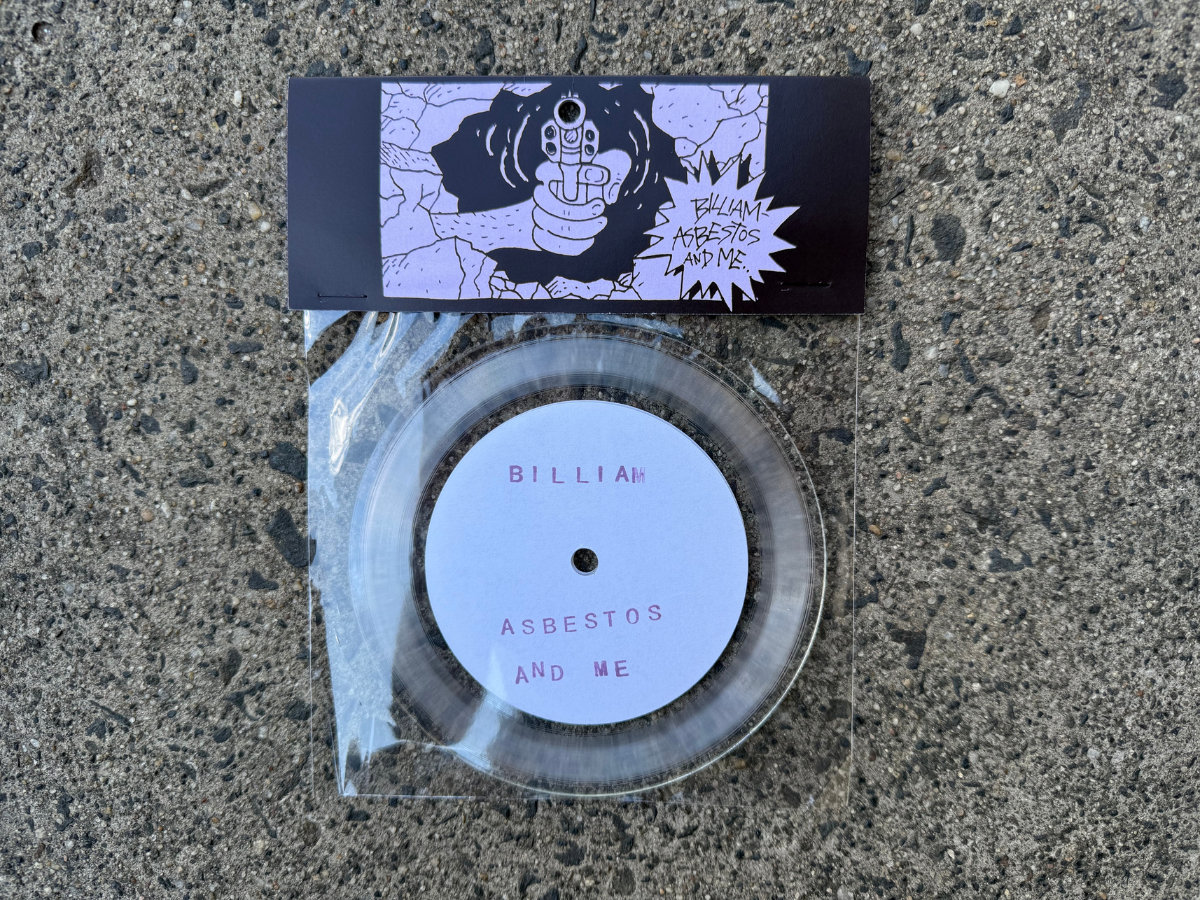 BILLIAM-
ASBESTOS
AND ME.
BILLIAM
ASBESTOS
AND ME